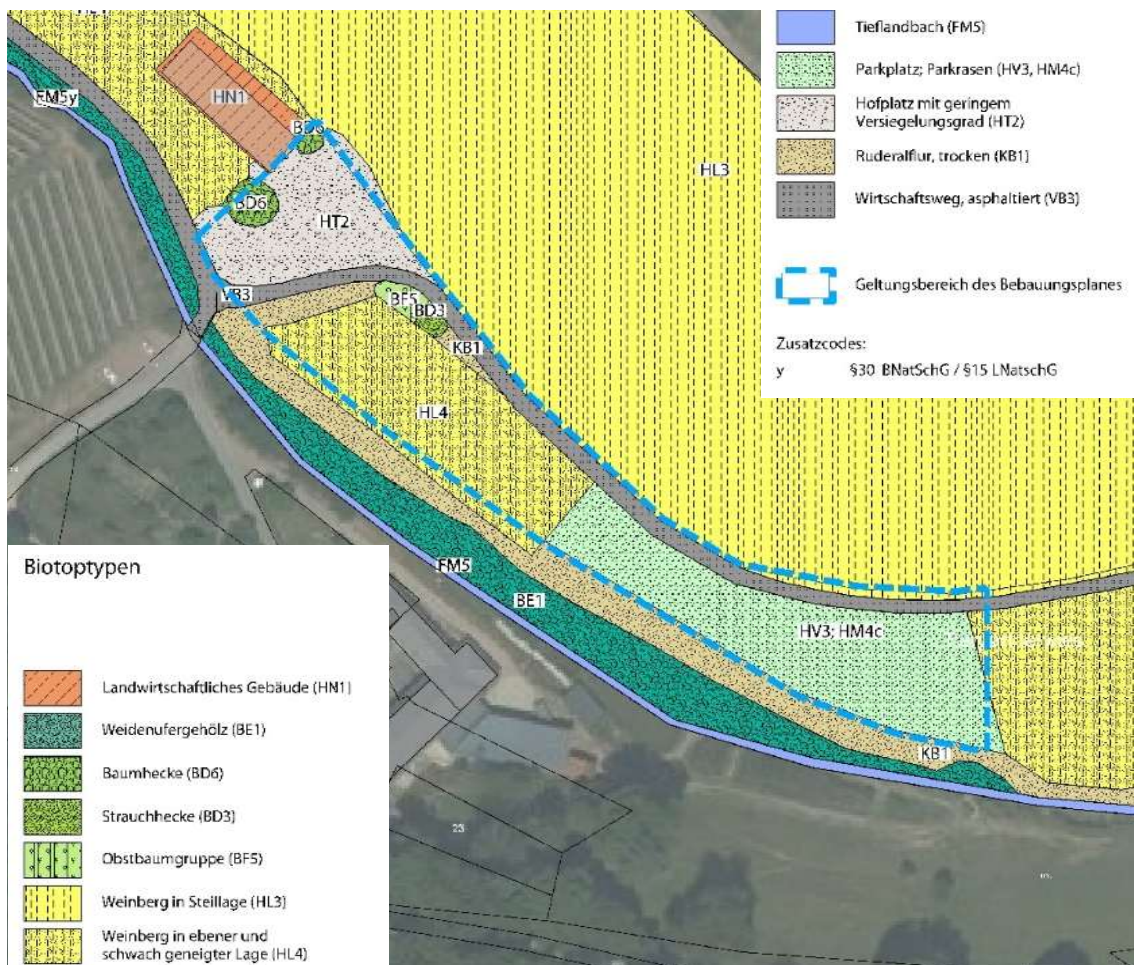 Tieflandbach (FM5)
Parkplatz; Parkrasen (HV3, HM4c)
Hofplatz mit geringem
Versiegelungsgrad (HT2)
Ruderalflur, trocken (KB1)
Wirtschaftsweg, asphaltiert (VB3)
Geltungsbereich des Bebauungsplanes
Zusatzcodes:
y §30 BNatSchG / §15 LNatschG
FM5y
HN1
BD6
HL3
BD6
HT2
VB3
BF5
BD3
KB1
HL4
FM5
BE1
HV3; HM4c
KB1
23
Biotoptypen
Landwirtschaftliches Gebäude (HN1)
Weidenufergehölz (BE1)
Baumhecke (BD6)
Strauchhecke (BD3)
Obstbaumgruppe (BF5)
Weinberg in Steillage (HL3)
Weinberg in ebener und
schwach geneigter Lage (HL4)